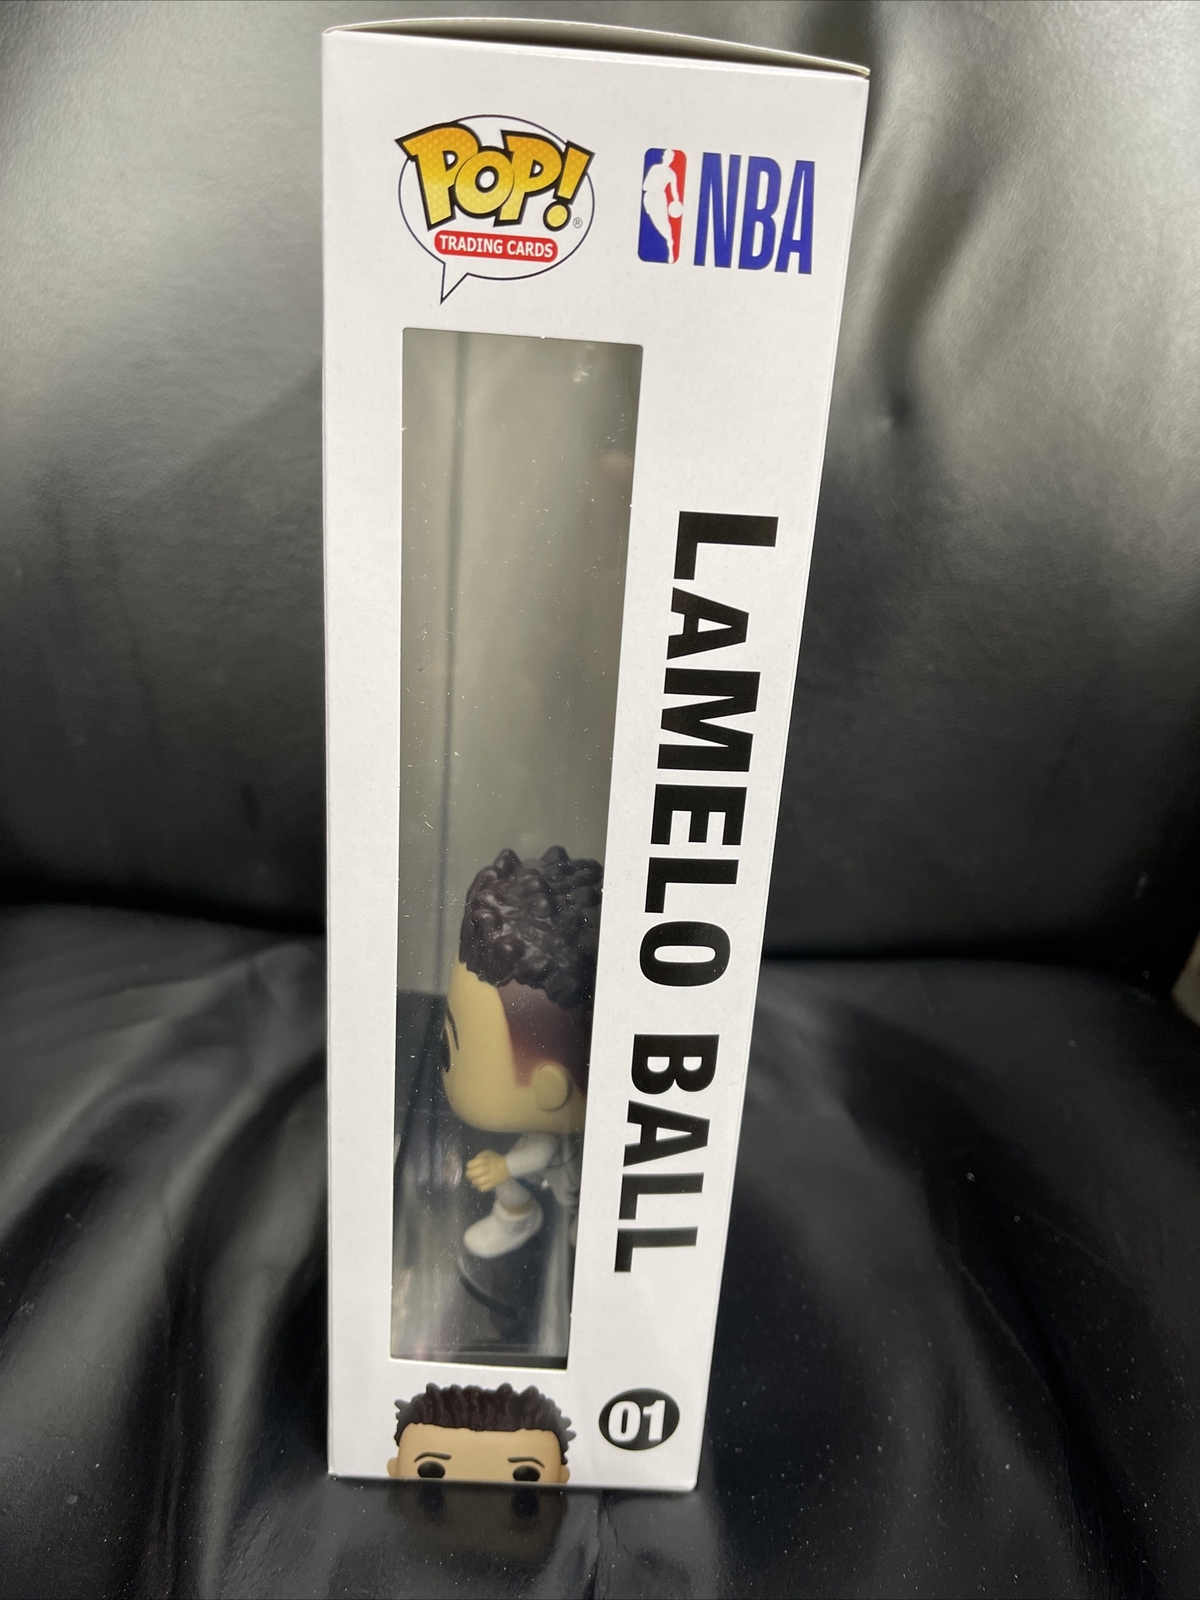 POP!®
TRADING CARDS
NBA
LAMELO BALL
01